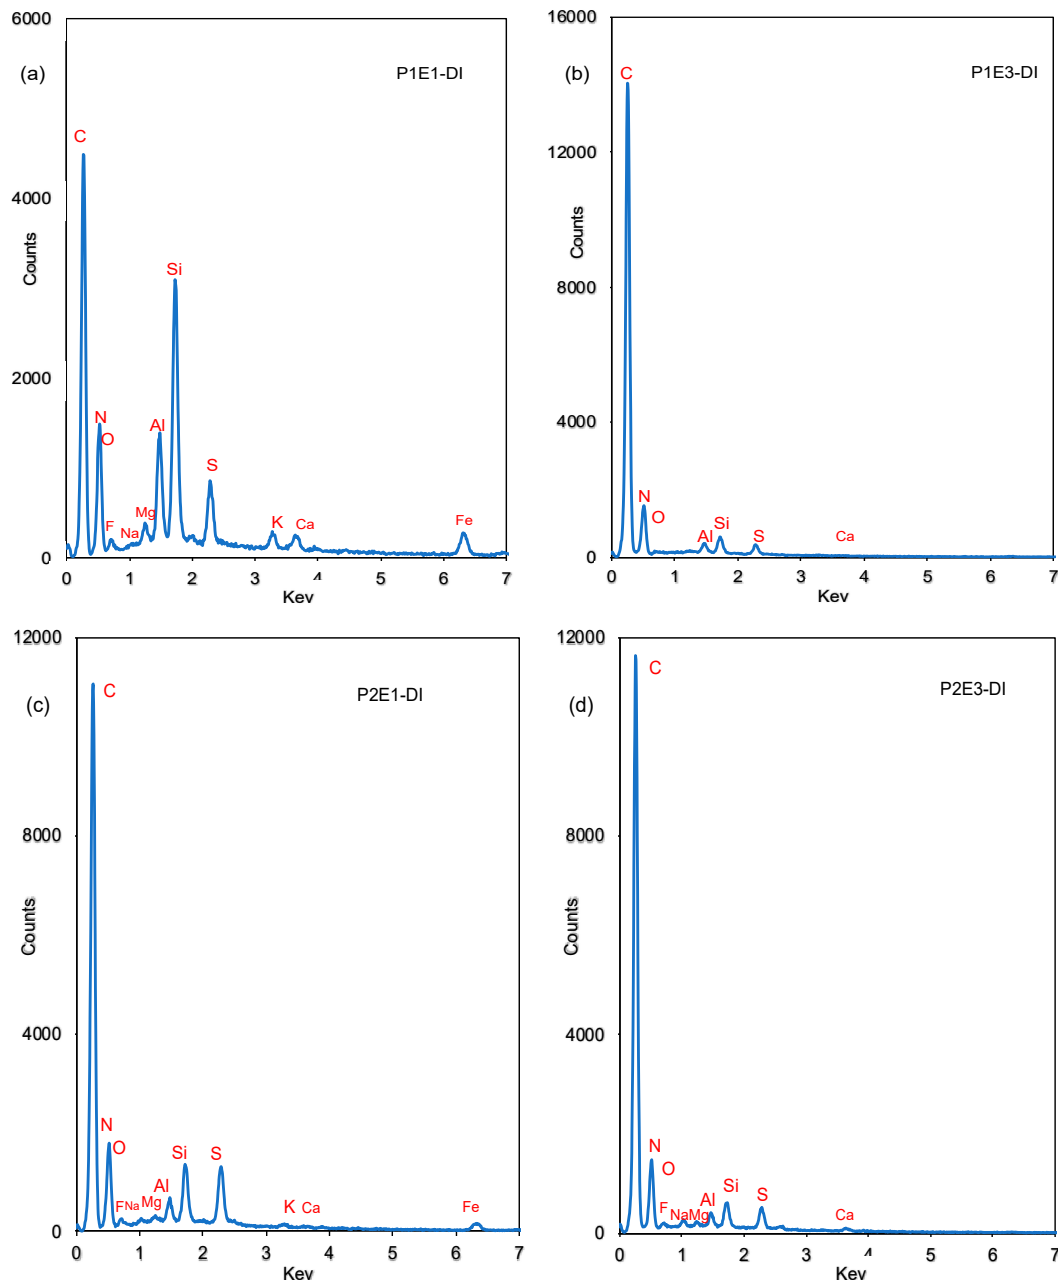 6000
(a)
P1E1-DI
C
4000
Counts
Si
2000
N
O
Al
S
F
Na
Mg
K
Ca
Fe
0
0 1 2 3 4 5 6 7
Kev
16000
(b)
P1E3-DI
C
12000
Counts
8000
4000
N
O
Al
Si
S
Ca
0
0 1 2 3 4 5 6 7
Kev
12000
(c)
P2E1-DI
C
8000
Counts
4000
N
O
F
Na
Mg
Al
Si
S
K
Ca
Fe
0
0 1 2 3 4 5 6 7
Kev
12000
(d)
P2E3-DI
C
8000
Counts
4000
N
O
F
Na
Mg
Al
Si
S
Ca
0
0 1 2 3 4 5 6 7
Kev